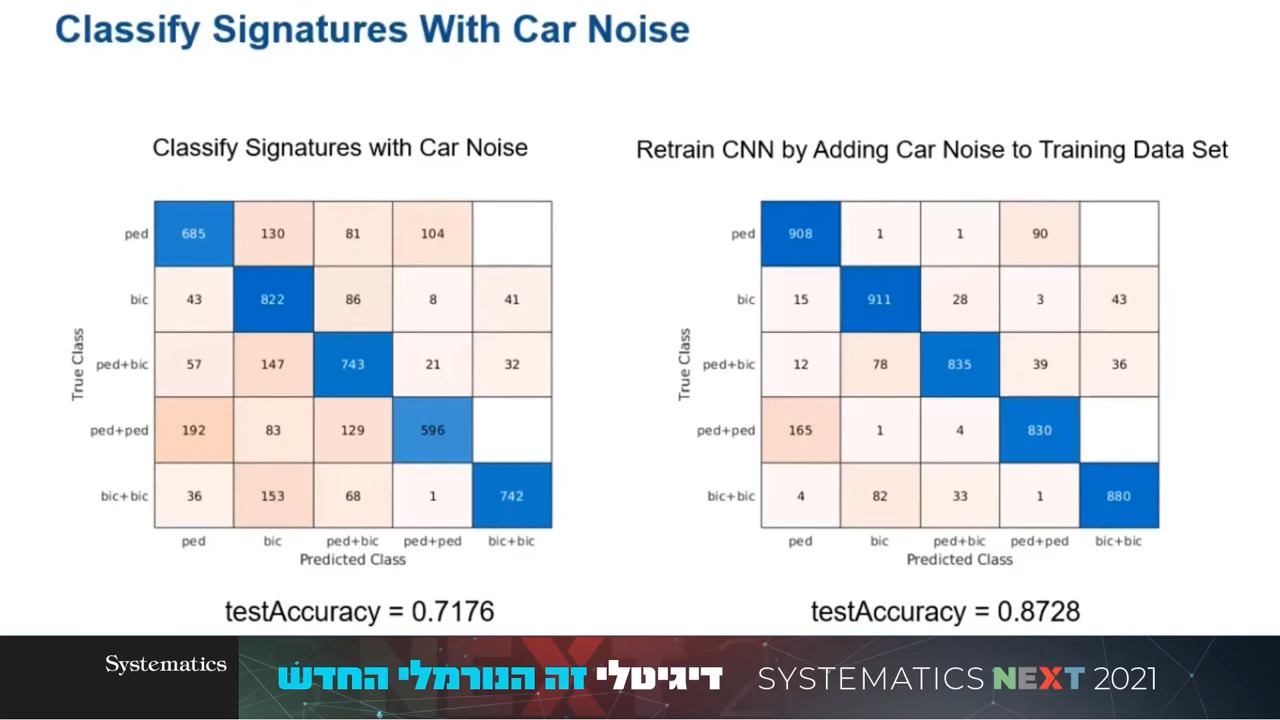 Classify Signatures With Car Noise
Classify Signatures with Car Noise
True Class
ped 685 130 81 104
bic 43 822 86 8 41
ped+bic 57 147 743 21 32
ped+ped 192 83 129 596
bic+bic 36 153 68 1 742
ped bic ped+bic ped+ped bic+bic
Predicted Class
testAccuracy = 0.7176
Retrain CNN by Adding Car Noise to Training Data Set
True Class
ped 908 1 1 90
bic 15 911 28 3 43
ped+bic 12 78 835 39 36
ped+ped 165 1 4 830
bic+bic 4 82 33 1 880
ped bic ped+bic ped+ped bic+bic
Predicted Class
testAccuracy = 0.8728
Systematics
דיגיטלי זה הנורמלי החדש
SYSTEMATICS NEXT 2021